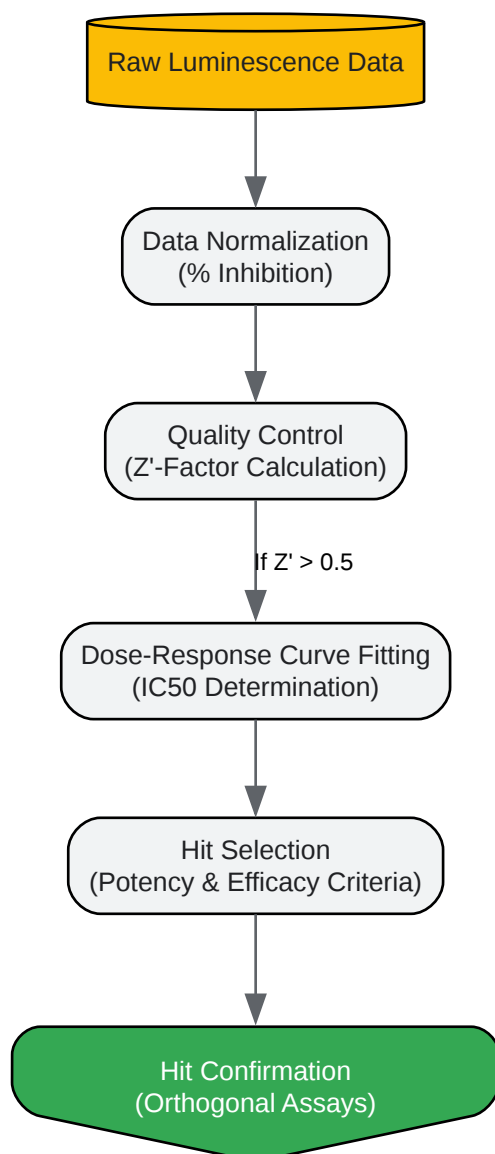 Raw Luminescence Data
Data Normalization
(% Inhibition)
Quality Control
(Z'-Factor Calculation)
If Z' > 0.5
Dose-Response Curve Fitting
(IC50 Determination)
Hit Selection
(Potency & Efficacy Criteria)
Hit Confirmation
(Orthogonal Assays)